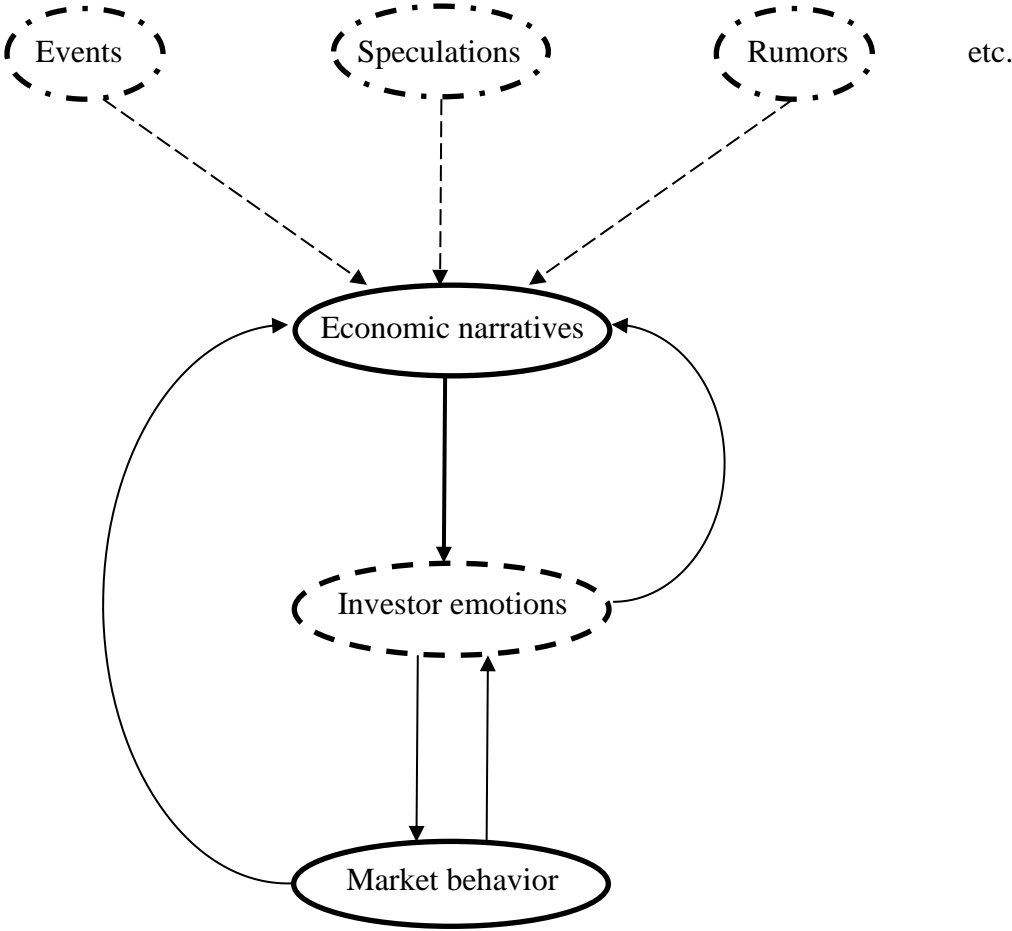 Events
Speculations
Rumors
etc.
Economic narratives
Investor emotions
Market behavior